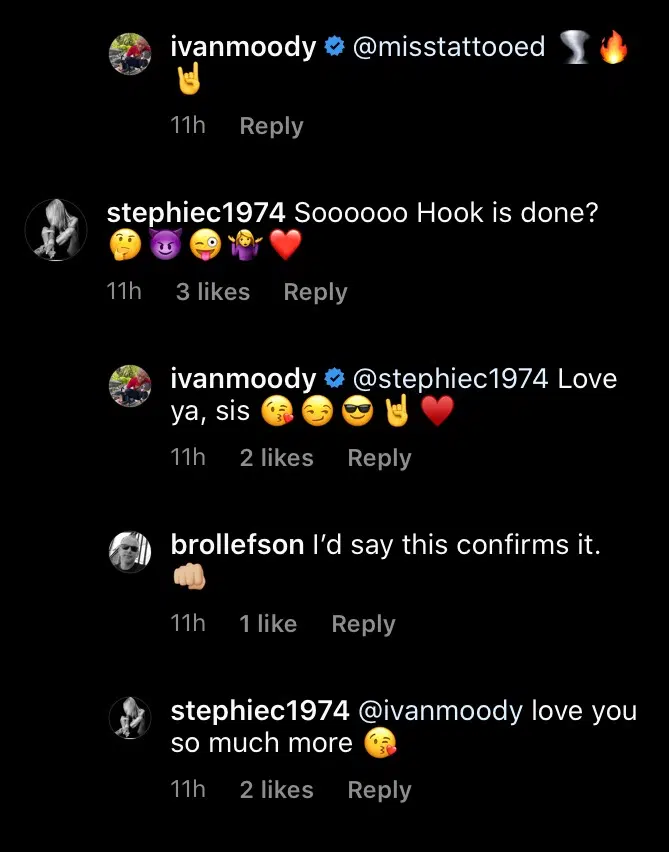 ivanmoody @misstattooed 🌪️🔥
🤘
11h Reply
stephiec1974 Soooooo Hook is done?
🤔😈😜🤷‍♀️❤️
11h 3 likes Reply
ivanmoody @stephiec1974 Love
ya, sis 😘😏😎🤘❤️
11h 2 likes Reply
brollefson I’d say this confirms it.
👊🏼
11h 1 like Reply
stephiec1974 @ivanmoody love you
so much more 😘
11h 2 likes Reply